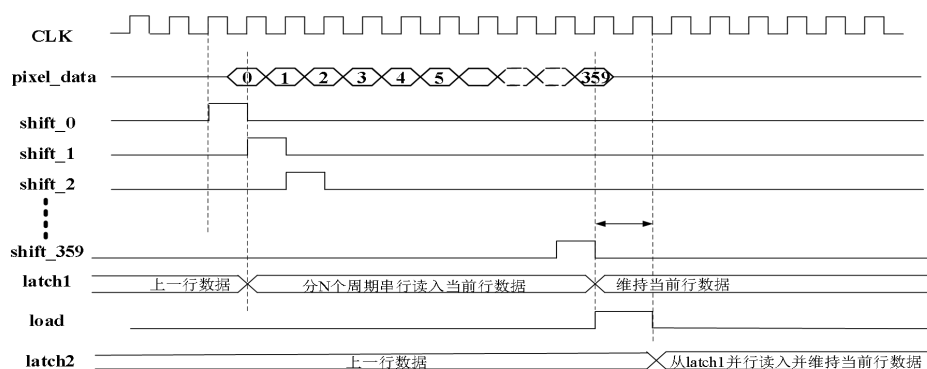 CLK
pixel_data 0 1 2 3 4 5 359
shift_0
shift_1
shift_2
shift_359
latch1 上一行数据 分N个周期串行读入当前行数据 维持当前行数据
load
latch2 上一行数据 从latch1并行读入并维持当前行数据